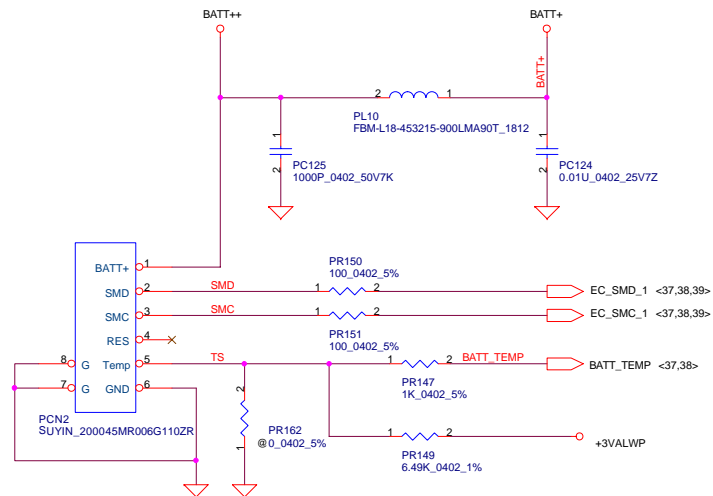 BATT++
BATT+
BATT+
2
1
PL10
FBM-L18-453215-900LMA90T_1812
1
2
PC125
1000P_0402_50V7K
1
2
PC124
0.01U_0402_25V7Z
BATT+
1
PR150
100_0402_5%
SMD
2
SMD
1
2
EC_SMD_1 <37,38,39>
SMC
3
SMC
1
2
EC_SMC_1 <37,38,39>
RES
4
PR151
100_0402_5%
8
G
Temp
5
TS
1
2
BATT_TEMP
BATT_TEMP <37,38>
7
G
GND
6
PR147
1K_0402_5%
PCN2
SUYIN_200045MR006G110ZR
2
1
PR162
@0_0402_5%
1
2
+3VALWP
PR149
6.49K_0402_1%